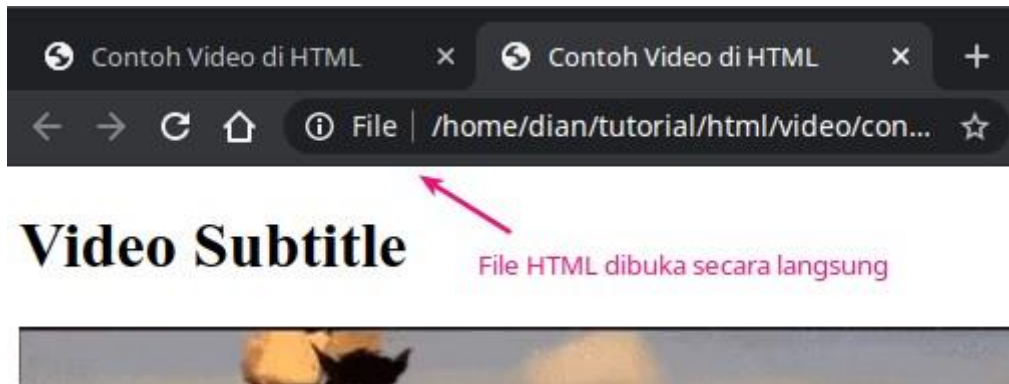 Contoh Video di HTML
Contoh Video di HTML
File /home/dian/tutorial/html/video/con...
Video Subtitle
File HTML dibuka secara langsung